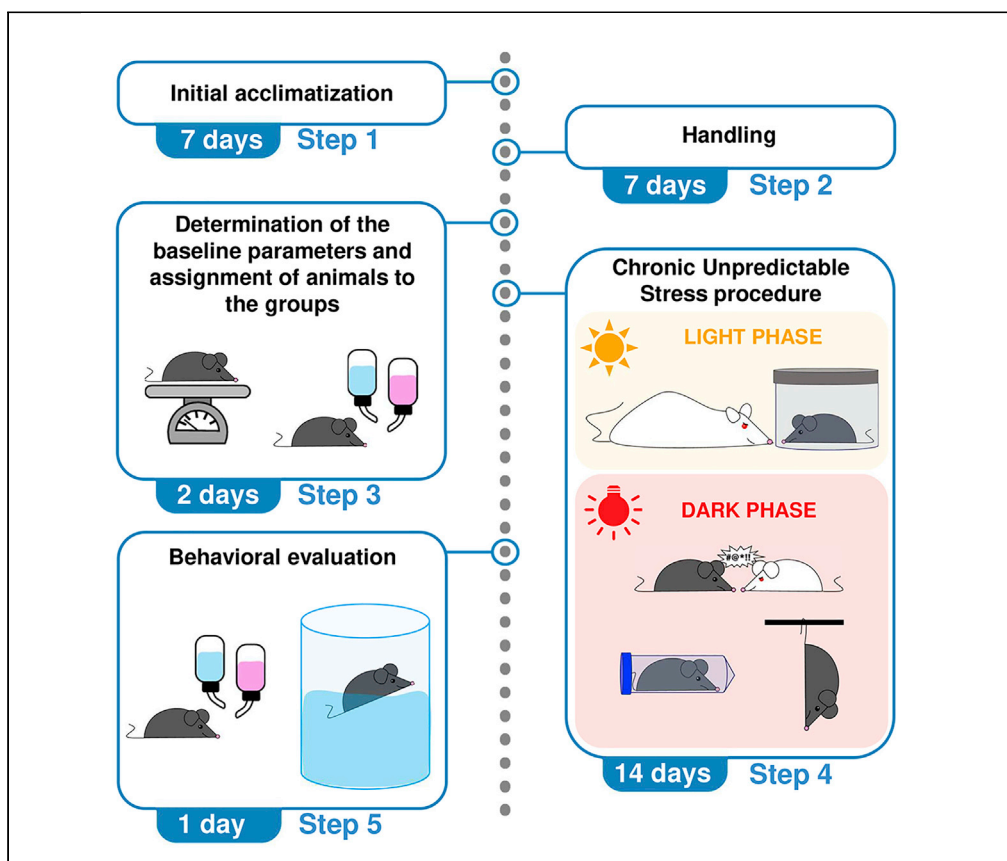 Initial acclimatization
7 days Step 1
Handling
7 days Step 2
Determination of the
baseline parameters and
assignment of animals to
the groups
2 days Step 3
Chronic Unpredictable
Stress procedure
LIGHT PHASE
DARK PHASE
#@*!!
14 days Step 4
Behavioral evaluation
1 day Step 5